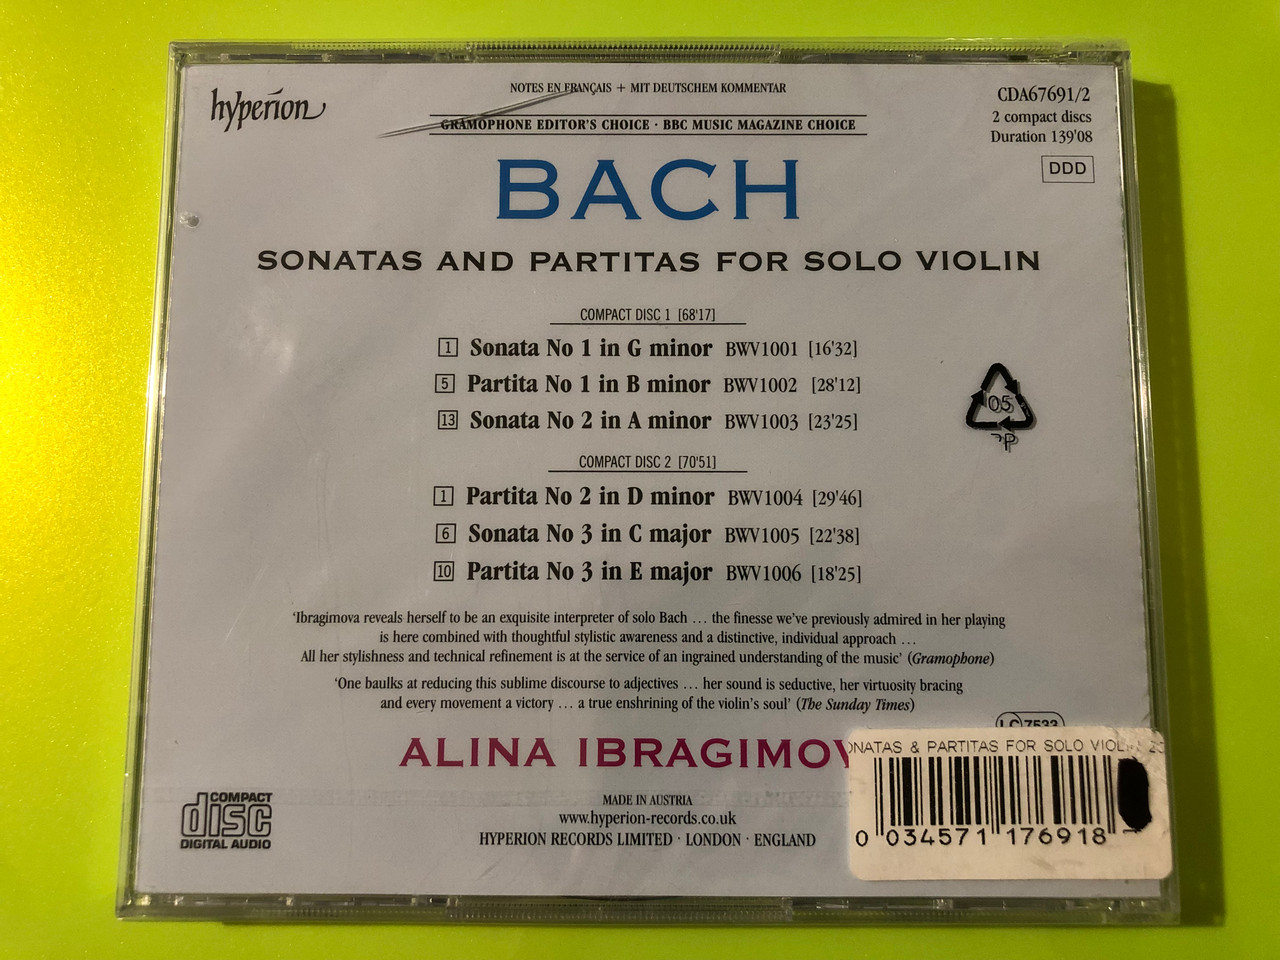 hyperion
NOTES EN FRANÇAIS + MIT DEUTSCHEM KOMMENTAR
GRAMOPHONE EDITOR'S CHOICE · BBC MUSIC MAGAZINE CHOICE
CDA67691/2
2 compact discs
Duration 139'08
DDD
BACH
SONATAS AND PARTITAS FOR SOLO VIOLIN
COMPACT DISC 1 [68'17]
1 Sonata No 1 in G minor BWV1001 [16'32]
5 Partita No 1 in B minor BWV1002 [28'12]
13 Sonata No 2 in A minor BWV1003 [23'25]
05
COMPACT DISC 2 [70'51]
1 Partita No 2 in D minor BWV1004 [29'46]
6 Sonata No 3 in C major BWV1005 [22'38]
10 Partita No 3 in E major BWV1006 [18'25]
‘Ibragimova reveals herself to be an exquisite interpreter of solo Bach … the finesse we've previously admired in her playing
is here combined with thoughtful stylistic awareness and a distinctive, individual approach …
All her stylishness and technical refinement is at the service of an ingrained understanding of the music’ (Gramophone)
‘One baulks at reducing this sublime discourse to adjectives … her sound is seductive, her virtuosity bracing
and every movement a victory … a true enshrining of the violin's soul’ (The Sunday Times)
LC 7533
ALINA IBRAGIMOV
NATAS & PARTITAS FOR SOLO VIOL
0 034571 176918
COMPACT
disc
DIGITAL AUDIO
MADE IN AUSTRIA
www.hyperion-records.co.uk
HYPERION RECORDS LIMITED · LONDON · ENGLAND